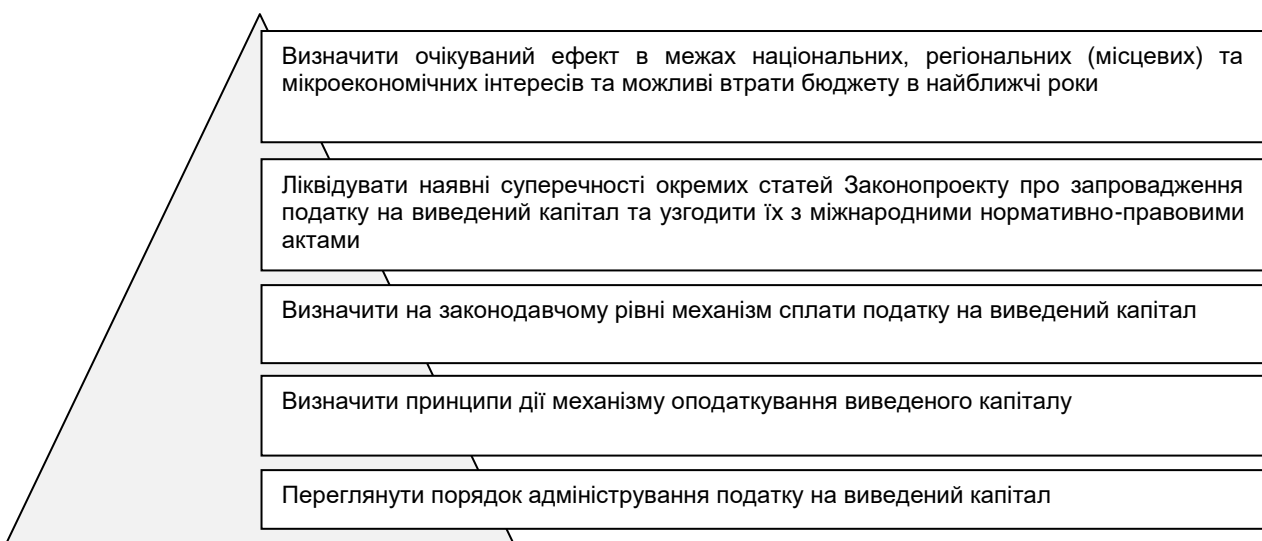 Визначити очікуваний ефект в межах національних, регіональних (місцевих) та
мікроекономічних інтересів та можливі втрати бюджету в найближчі роки
Ліквідувати наявні суперечності окремих статей Законопроекту про запровадження
податку на виведений капітал та узгодити їх з міжнародними нормативно-правовими
актами
Визначити на законодавчому рівні механізм сплати податку на виведений капітал
Визначити принципи дії механізму оподаткування виведеного капіталу
Переглянути порядок адміністрування податку на виведений капітал